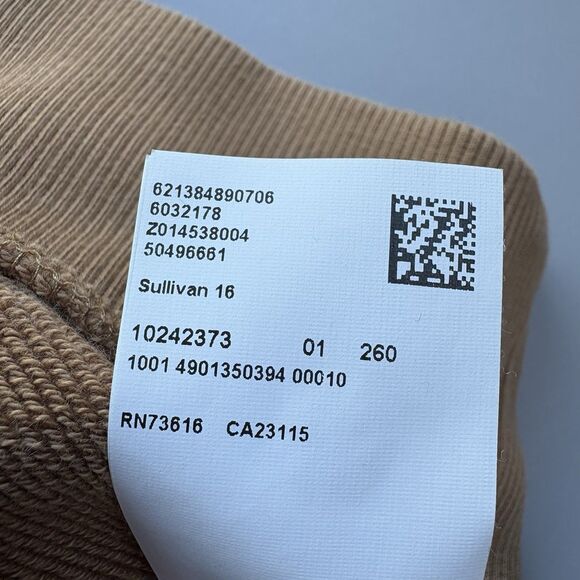 621384890706
6032178
Z014538004
50496661
Sullivan 16
10242373 01 260
1001 4901350394 00010
RN73616 CA23115